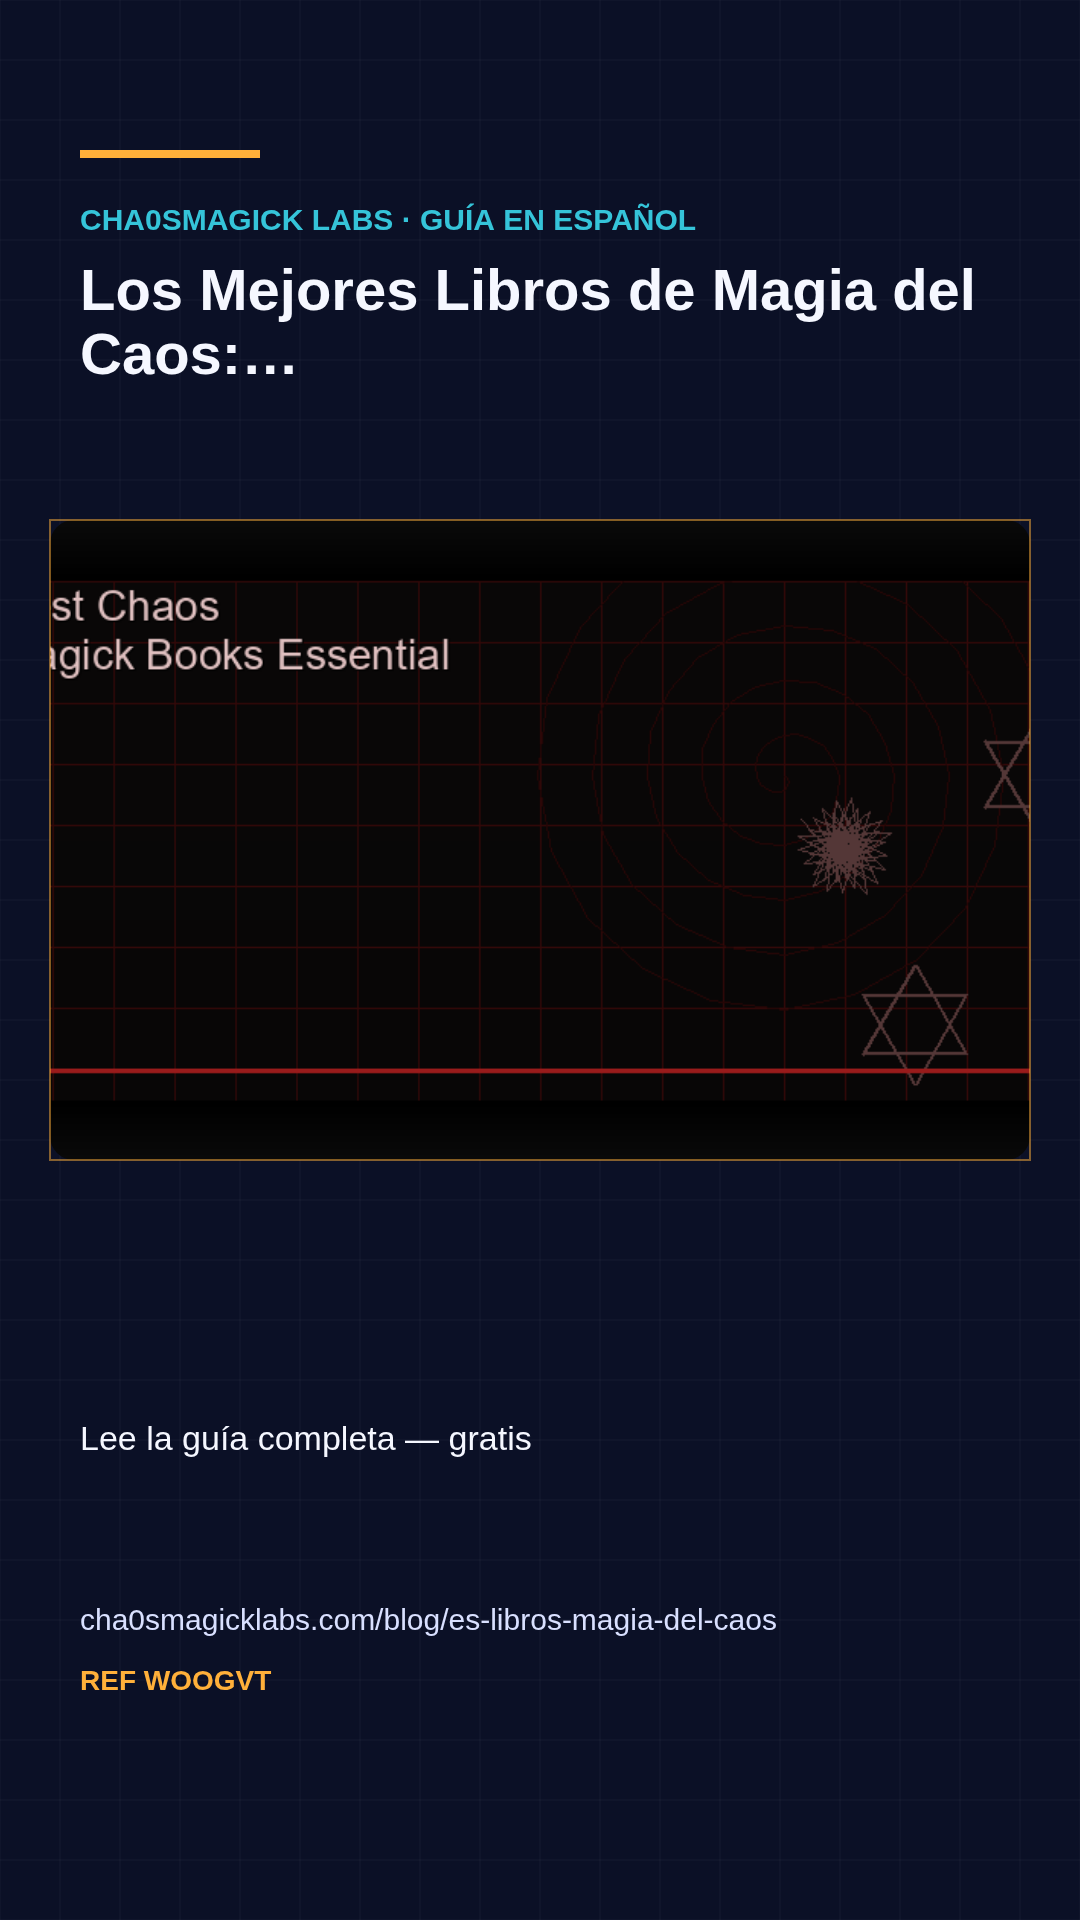 CHA0SMAGICK LABS · GUÍA EN ESPAÑOL
Los Mejores Libros de Magia del
Caos:…
st Chaos
agick Books Essential
Lee la guía completa — gratis
cha0smagicklabs.com/blog/es-libros-magia-del-caos
REF WOOGVT